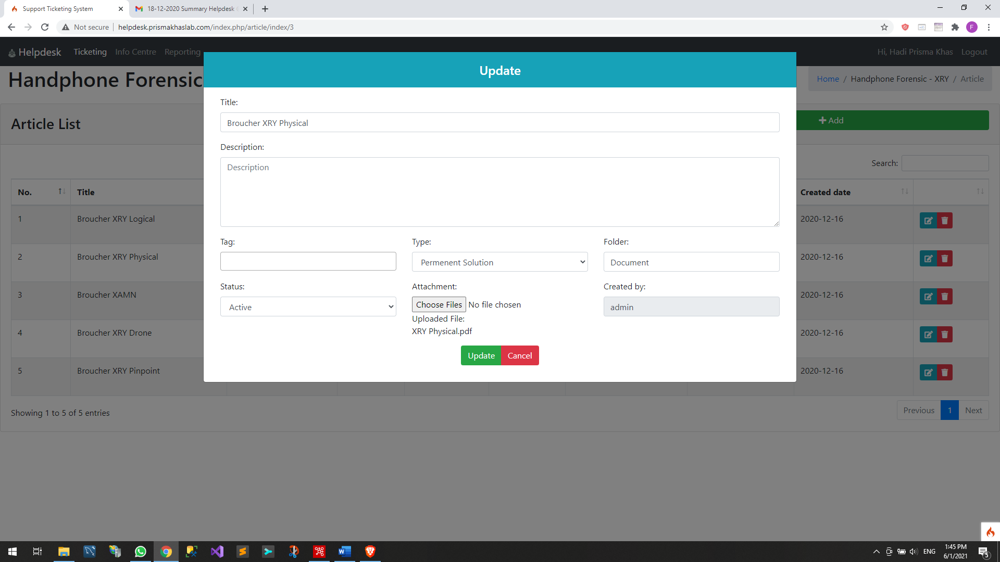 Support Ticketing System
18-12-2020 Summary Helpdesk
Not secure
helpdesk.prismakhaslab.com/index.php/article/index/3
F
Helpdesk Ticketing Info Centre Reporting
Hi, Hadi Prisma Khas Logout
Handphone Forensic
Home / Handphone Forensic - XRY / Article
Article List
Add
Search:
No. Title Created date
1 Broucher XRY Logical 2020-12-16
2 Broucher XRY Physical 2020-12-16
3 Broucher XAMN 2020-12-16
4 Broucher XRY Drone 2020-12-16
5 Broucher XRY Pinpoint 2020-12-16
Showing 1 to 5 of 5 entries
Previous 1 Next
Update
Title:
Broucher XRY Physical
Description:
Description
Tag: Type: Folder:
Permenent Solution Document
Status: Attachment: Created by:
Active Choose Files No file chosen admin
Uploaded File:
XRY Physical.pdf
Update Cancel
ENG
1:45 PM
6/1/2021
5